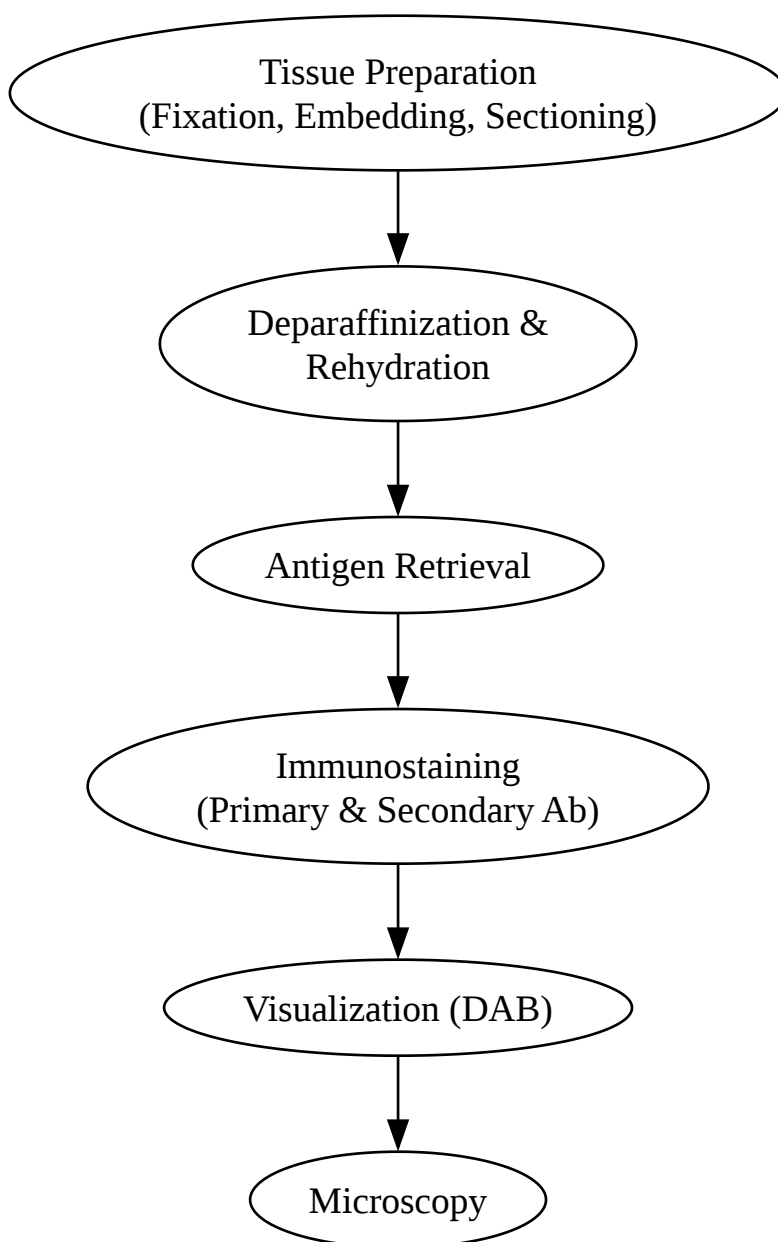 Tissue Preparation
(Fixation, Embedding, Sectioning)
Deparaffinization &
Rehydration
Antigen Retrieval
Immunostaining
(Primary & Secondary Ab)
Visualization (DAB)
Microscopy